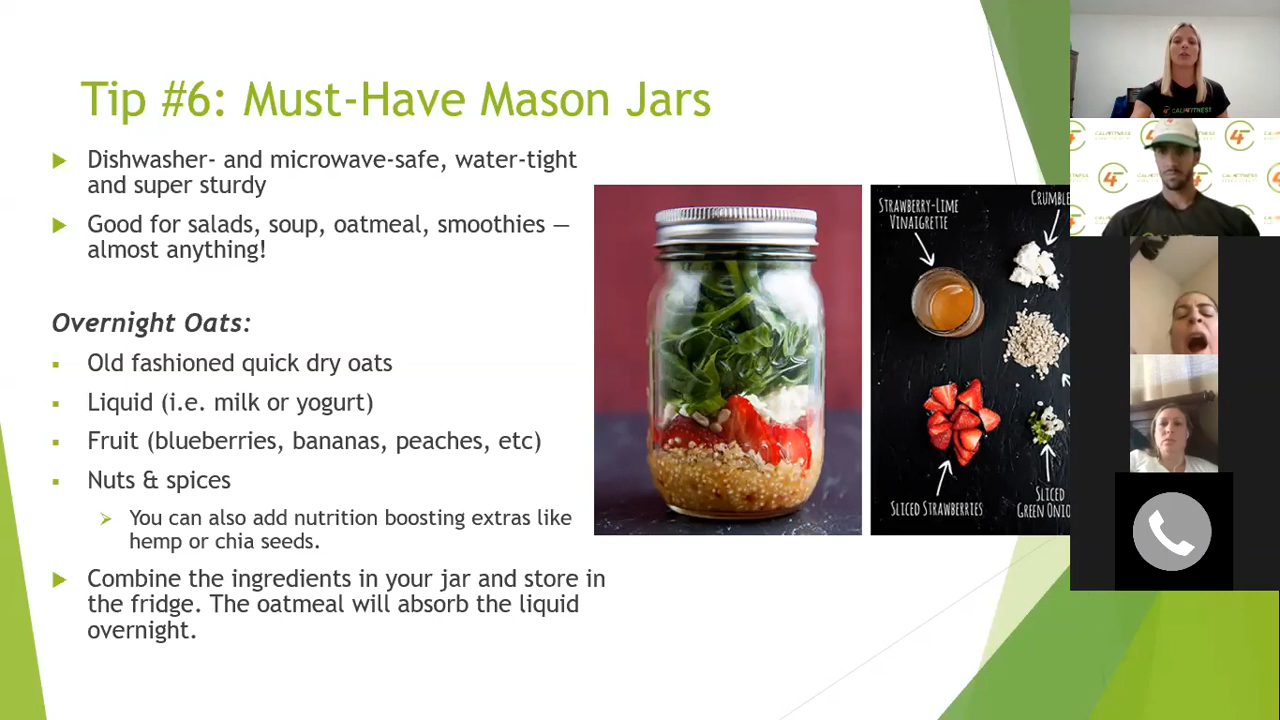 Tip #6: Must-Have Mason Jars
Dishwasher- and microwave-safe, water-tight
and super sturdy
Good for salads, soup, oatmeal, smoothies —
almost anything!
Overnight Oats:
Old fashioned quick dry oats
Liquid (i.e. milk or yogurt)
Fruit (blueberries, bananas, peaches, etc)
Nuts & spices
You can also add nutrition boosting extras like
hemp or chia seeds.
Combine the ingredients in your jar and store in
the fridge. The oatmeal will absorb the liquid
overnight.
STRAWBERRY-LIME
VINAIGRETTE
CRUMBLE
SLICED STRAWBERRIES
SLICED
GREEN ONIO
CALI4FITNESS